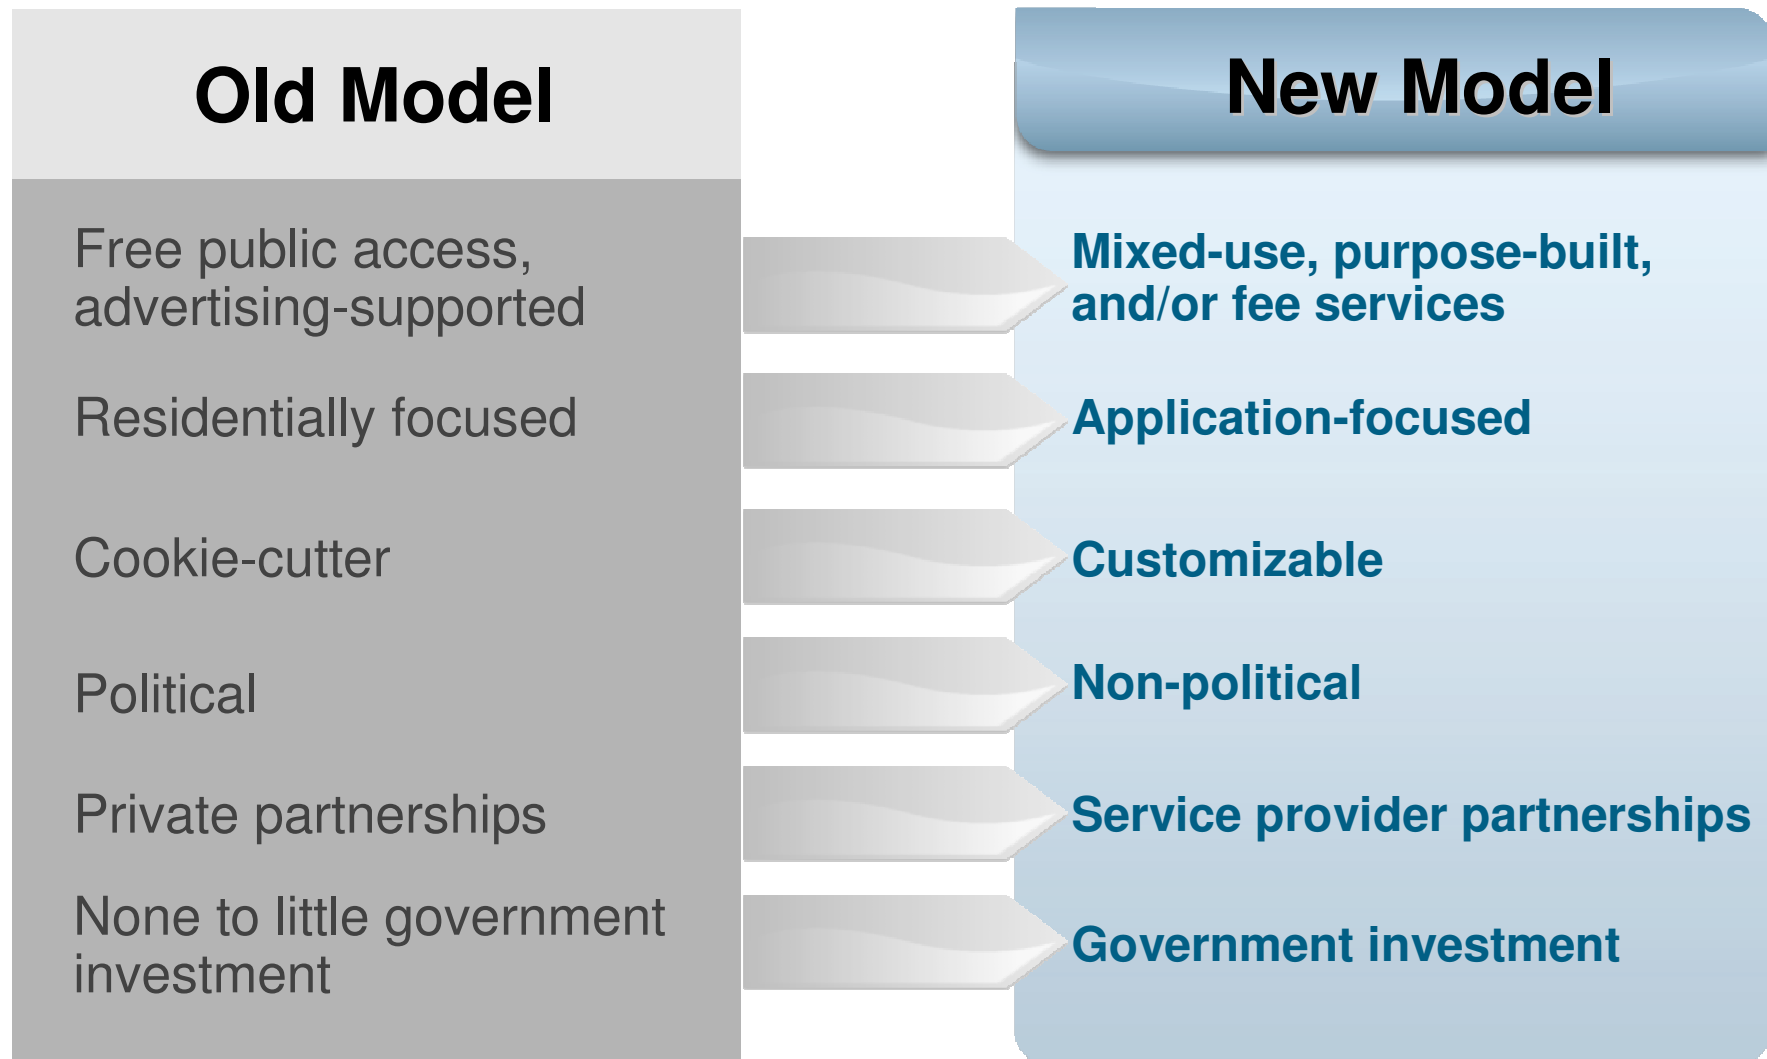 Old Model
New Model
Free public access,
advertising-supported
Mixed-use, purpose-built,
and/or fee services
Residentially focused
Application-focused
Cookie-cutter
Customizable
Political
Non-political
Private partnerships
Service provider partnerships
None to little government
investment
Government investment